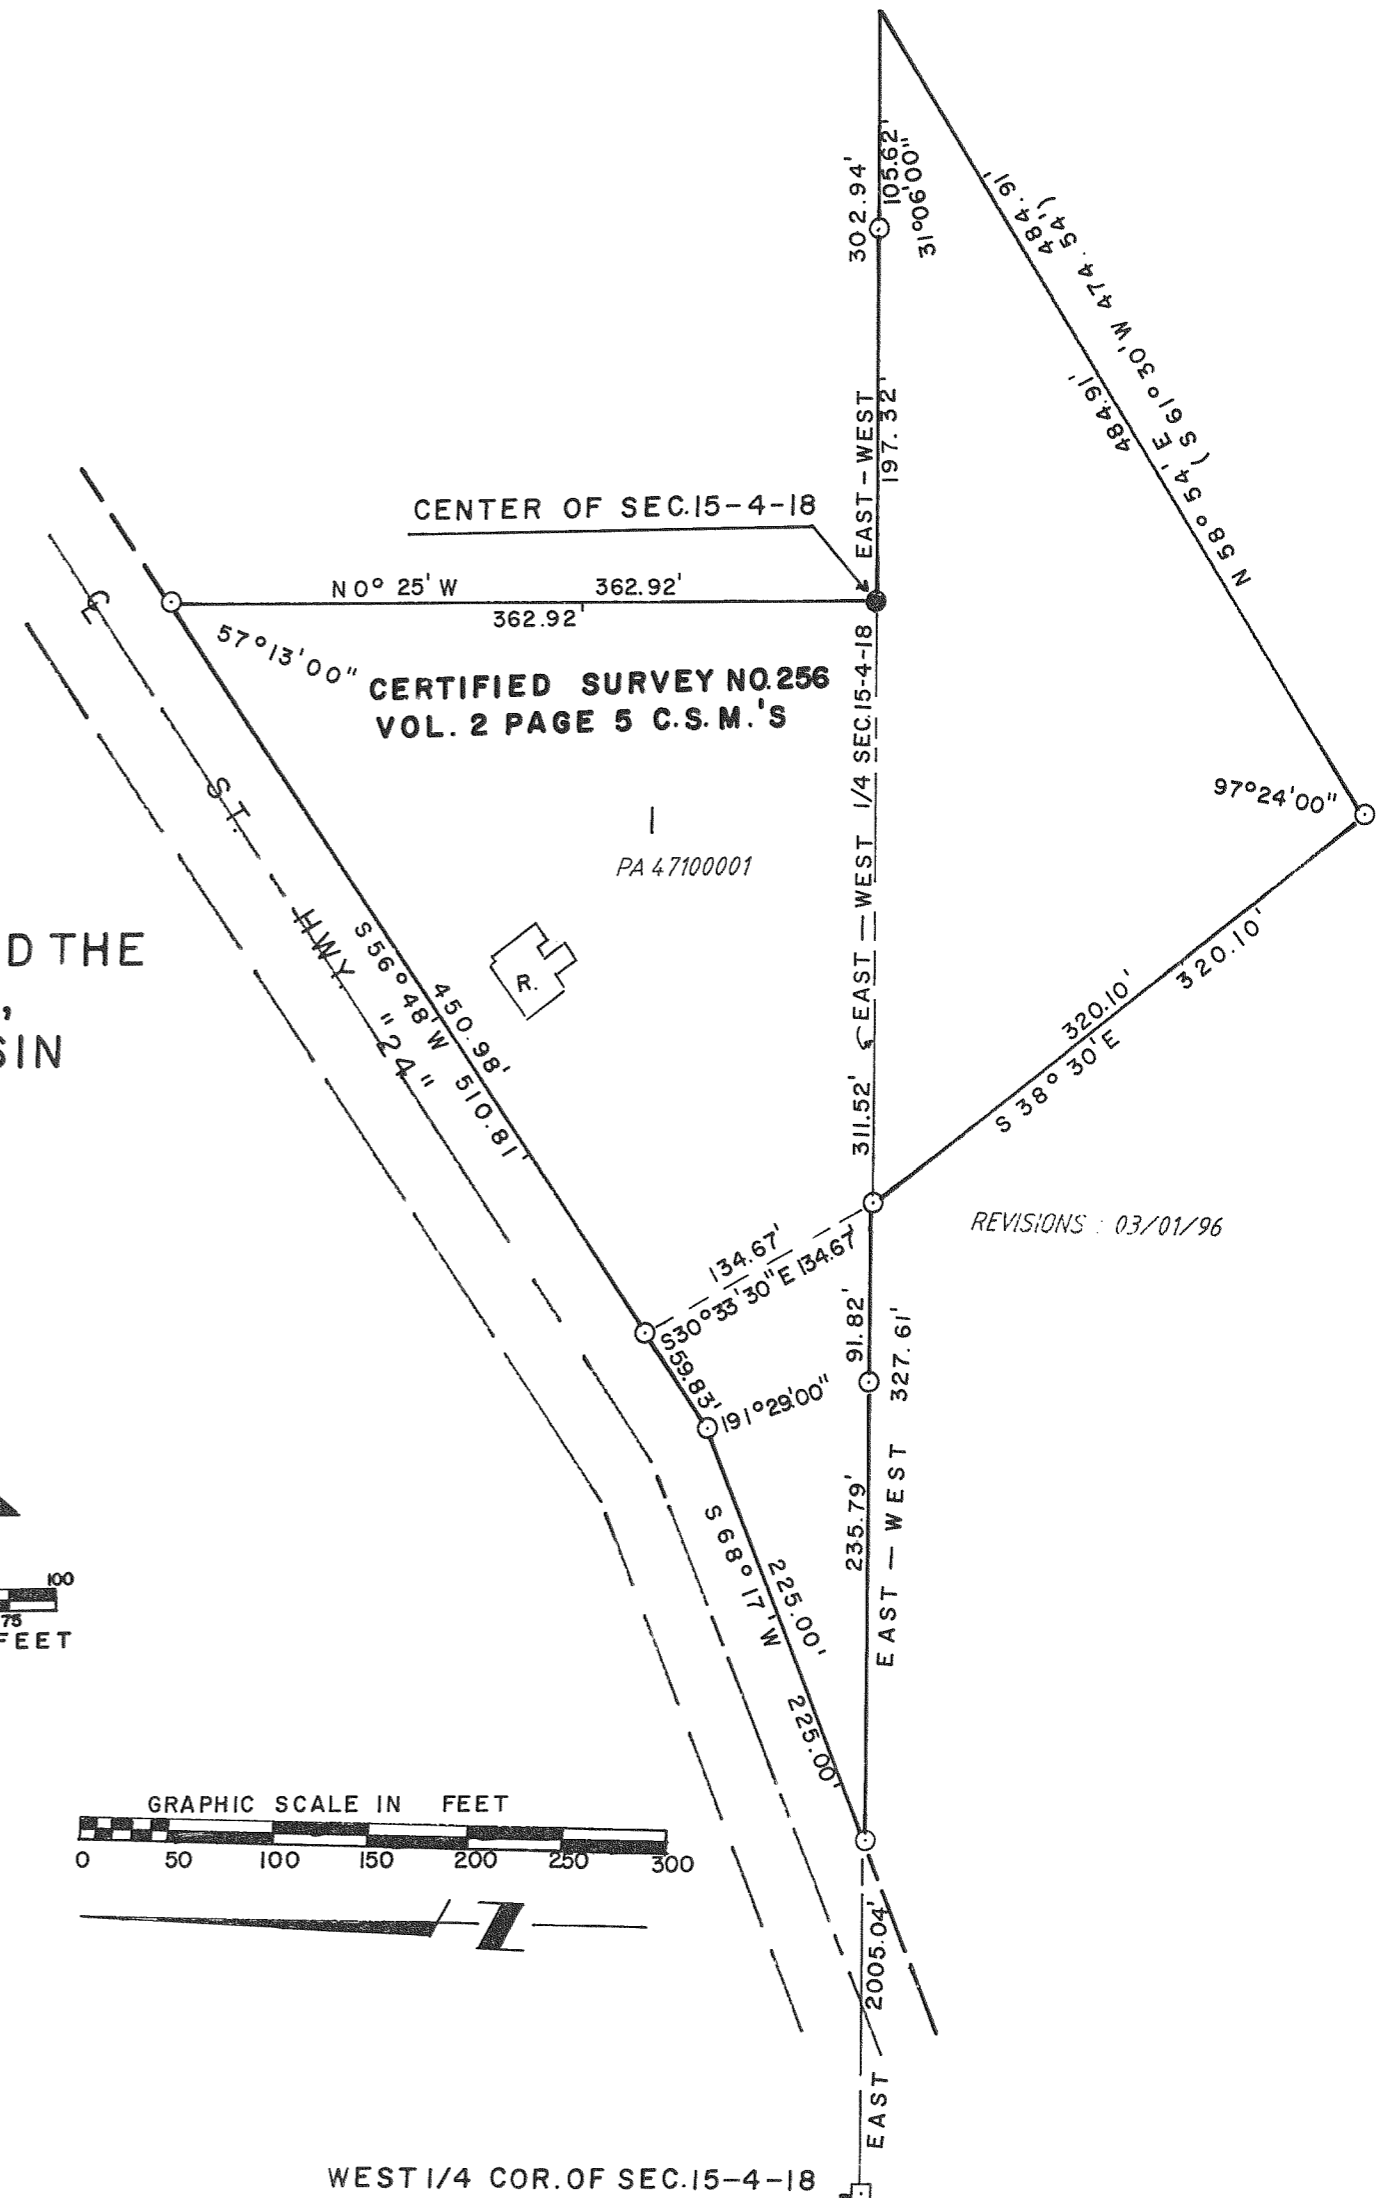 302.94'
105.62'
31°06'00"
484.91'
484.91'
N 58° 54' E
(S 61° 30' W 474.54')
484.91'
EAST-WEST
197.32'
CENTER OF SEC.15-4-18
N 0° 25' W 362.92'
362.92'
57°13'00"
CERTIFIED SURVEY NO.256
VOL. 2 PAGE 5 C.S.M.'S
1
PA 47100001
EAST-WEST 1/4 SEC.15-4-18
97°24'00"
ST. HWY. "24"
S 56° 48' W 510.81'
450.98'
R.
D THE
,
SIN
320.10'
320.10'
S 38° 30' E
311.52'
REVISIONS : 03/01/96
134.67'
S30°33'30"E 134.67'
59.83'
191°29'00"
91.82'
327.61'
EAST-WEST
235.79'
S 68° 17' W
225.00'
225.00'
100
75
FEET
GRAPHIC SCALE IN FEET
0 50 100 150 200 250 300
Z
EAST 2005.04'
WEST 1/4 COR. OF SEC.15-4-18